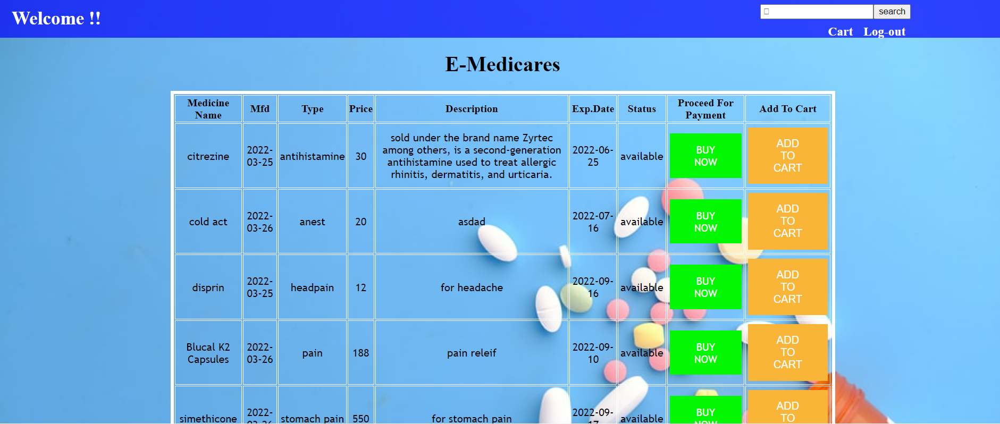 Welcome !!
search
Cart Log-out
E-Medicares
Medicine Name Mfd Type Price Description Exp.Date Status Proceed For Payment Add To Cart
citrezine 2022-03-25 antihistamine 30 sold under the brand name Zyrtec among others, is a second-generation antihistamine used to treat allergic rhinitis, dermatitis, and urticaria. 2022-06-25 available BUY NOW ADD TO CART
cold act 2022-03-26 anest 20 asdad 2022-07-16 available BUY NOW ADD TO CART
disprin 2022-03-25 headpain 12 for headache 2022-09-16 available BUY NOW ADD TO CART
Blucal K2 Capsules 2022-03-26 pain 188 pain releif 2022-09-10 available BUY NOW ADD TO CART
simethicone 2022- stomach pain 550 for stomach pain 2022-09- available BUY ADD TO